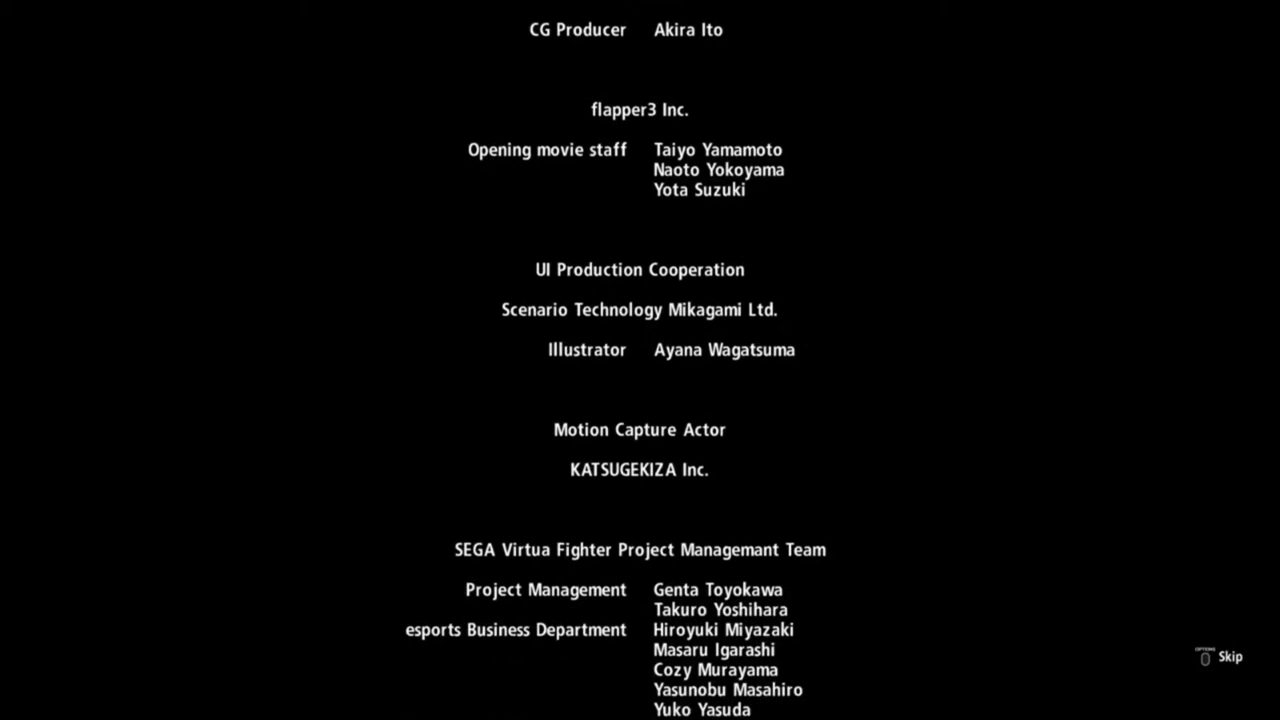 CG Producer Akira Ito
flapper3 Inc.
Opening movie staff Taiyo Yamamoto
Naoto Yokoyama
Yota Suzuki
UI Production Cooperation
Scenario Technology Mikagami Ltd.
Illustrator Ayana Wagatsuma
Motion Capture Actor
KATSUGEKIZA Inc.
SEGA Virtua Fighter Project Managemant Team
Project Management Genta Toyokawa
Takuro Yoshihara
esports Business Department Hiroyuki Miyazaki
Masaru Igarashi
Cozy Murayama
Yasunobu Masahiro
Yuko Yasuda
OPTIONS
Skip